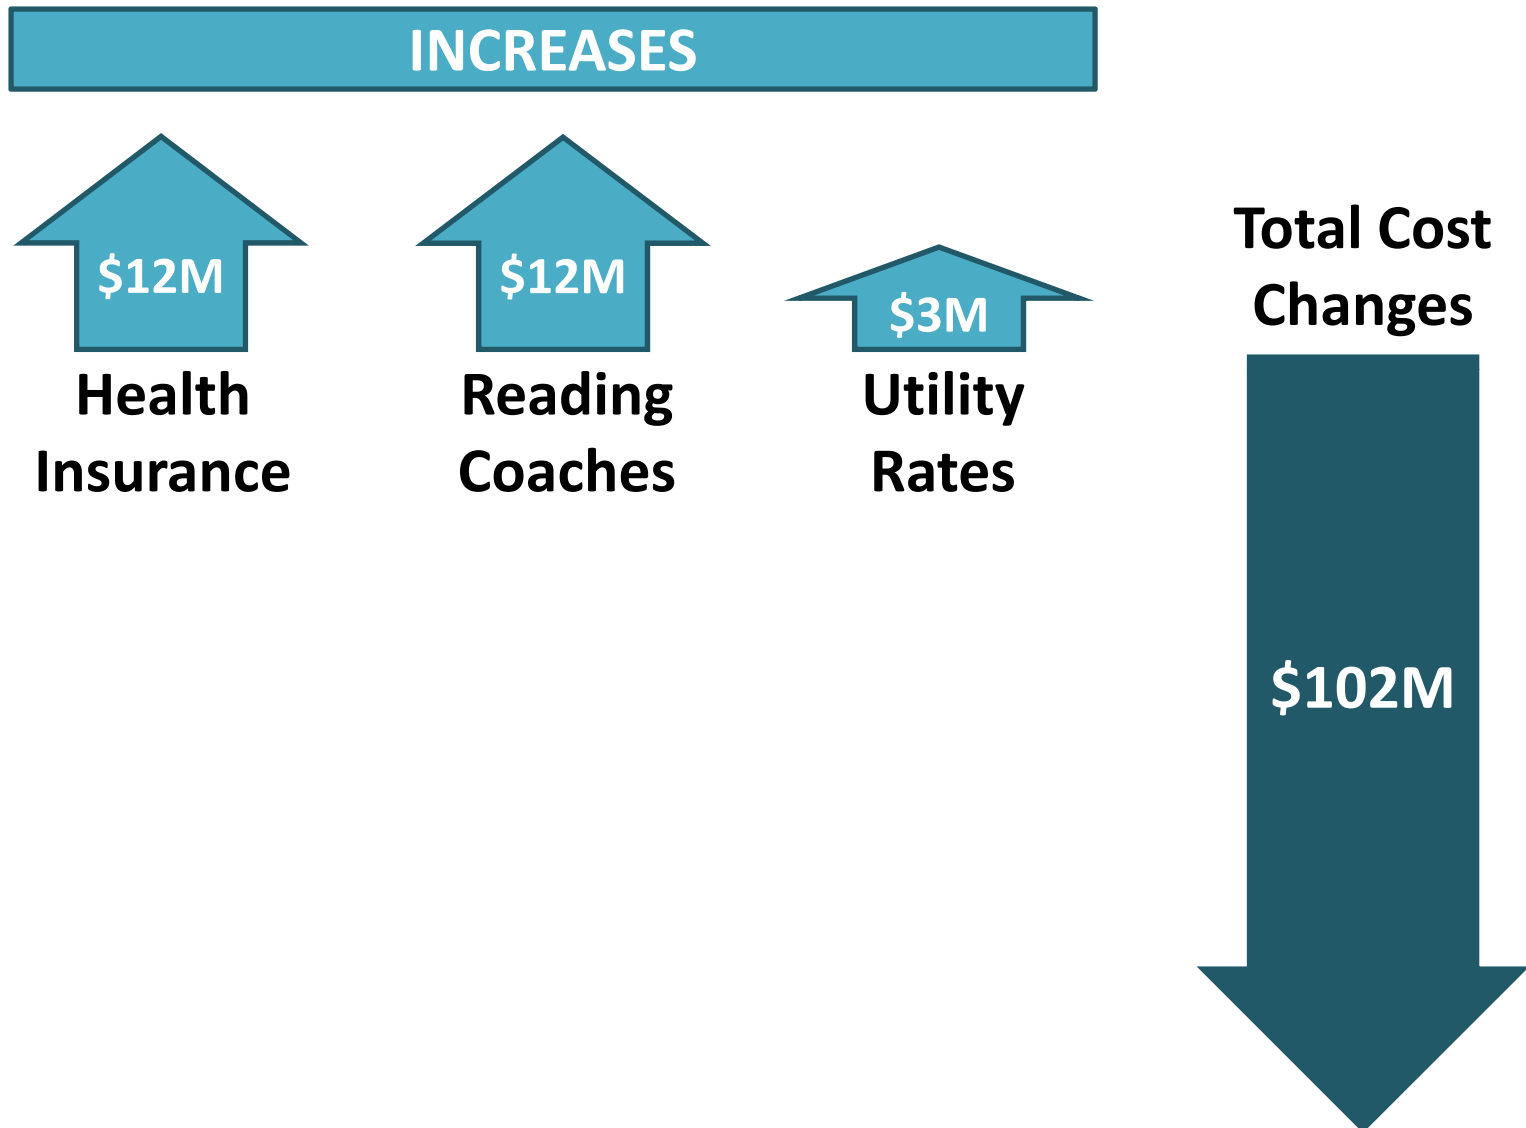 INCREASES
$12M
Health
Insurance
$12M
Reading
Coaches
$3M
Utility
Rates
Total Cost
Changes
$102M